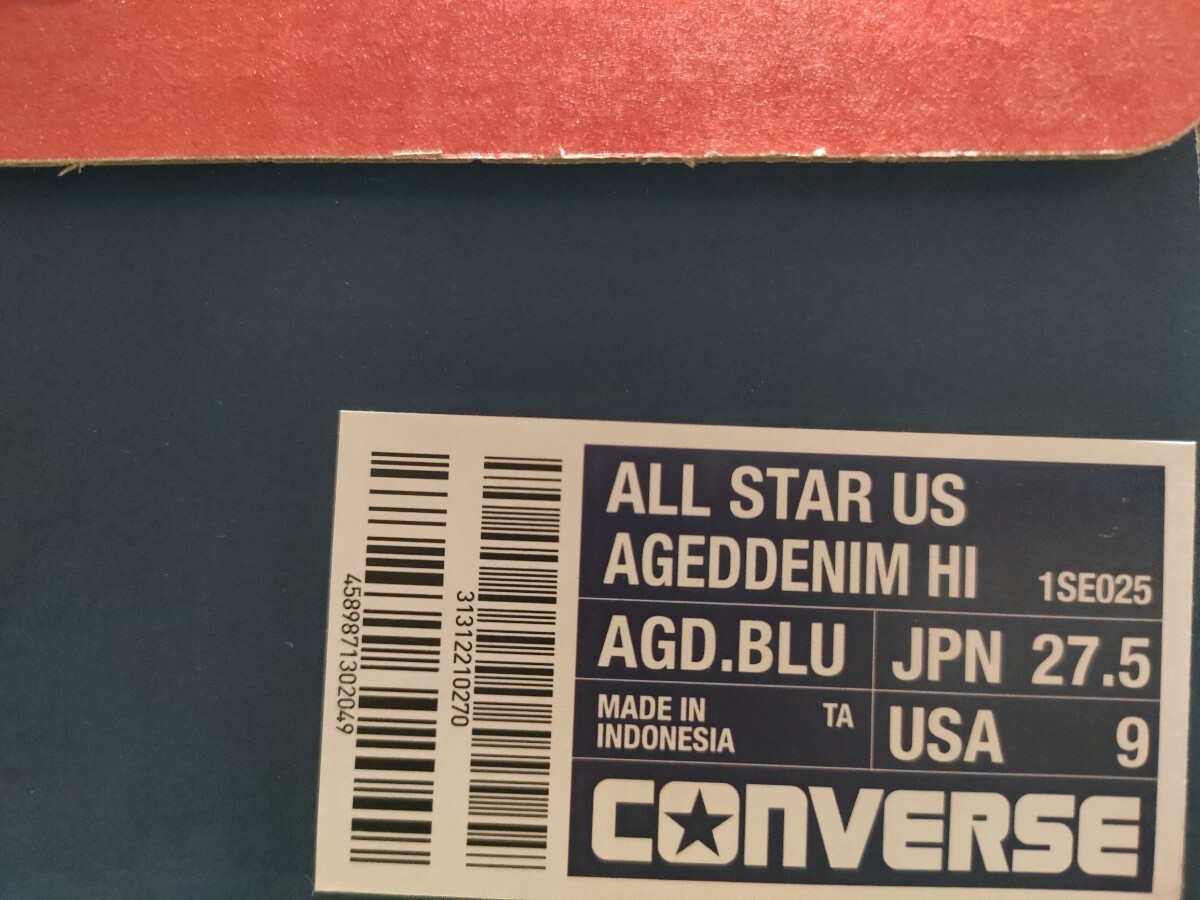 ALL STAR US
AGEDDENIM HI 1SE025
AGD.BLU JPN 27.5
MADE IN INDONESIA TA USA 9
CONVERSE
31312210270
4589871302049